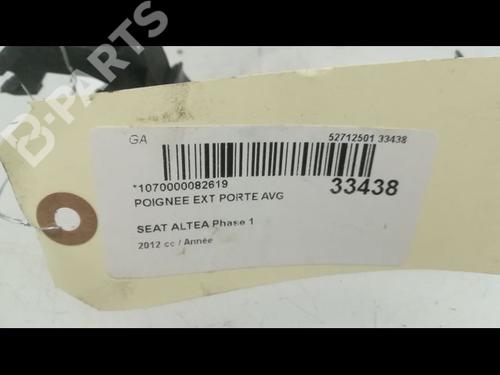 B-PARTS
GA
52712501 33438
*1070000082619
33438
POIGNEE EXT PORTE AVG
SEAT ALTEA Phase 1
2012 cc / Année